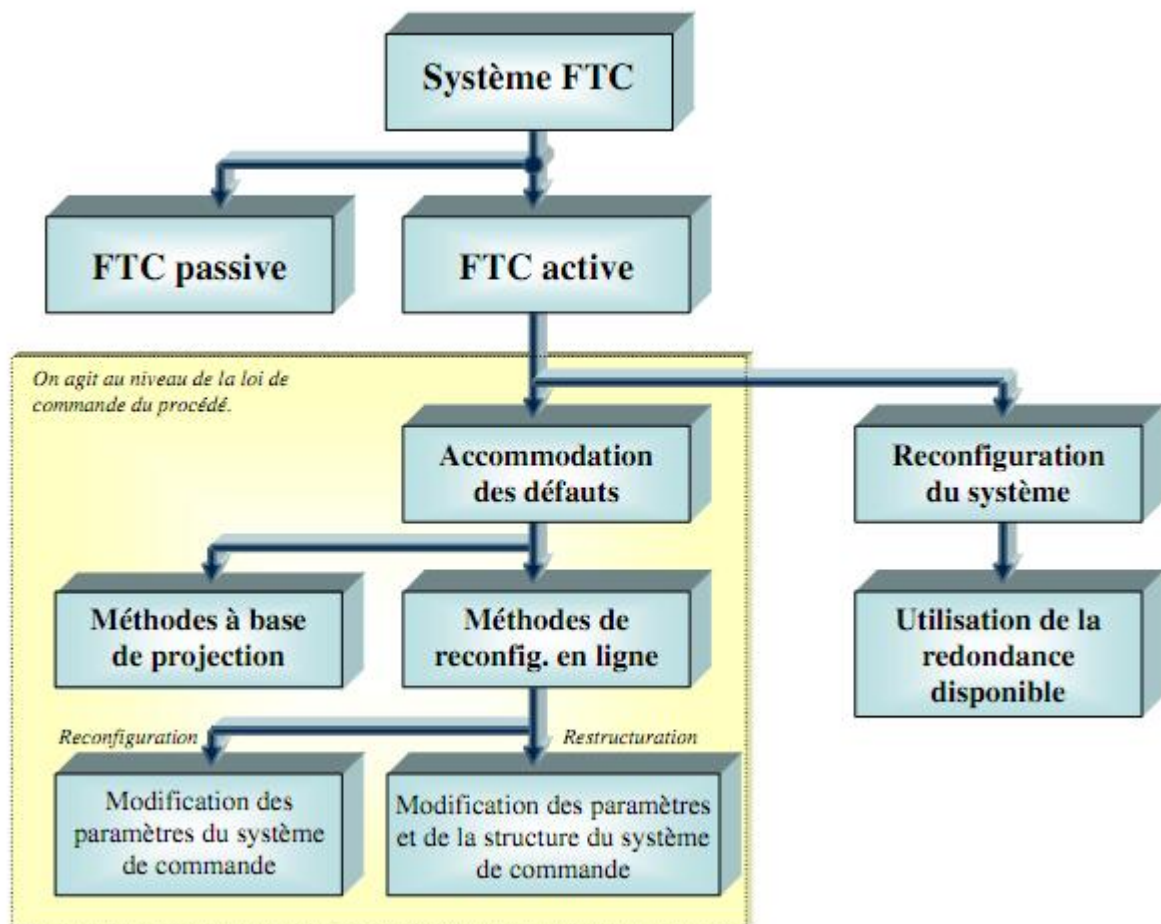 Système FTC
FTC passive
FTC active
On agit au niveau de la loi de
commande du procédé.
Accommodation
des défauts
Reconfiguration
du système
Méthodes à base
de projection
Méthodes de
reconfig. en ligne
Utilisation de la
redondance
disponible
Reconfiguration
Restructuration
Modification des
paramètres du système
de commande
Modification des paramètres
et de la structure du système
de commande